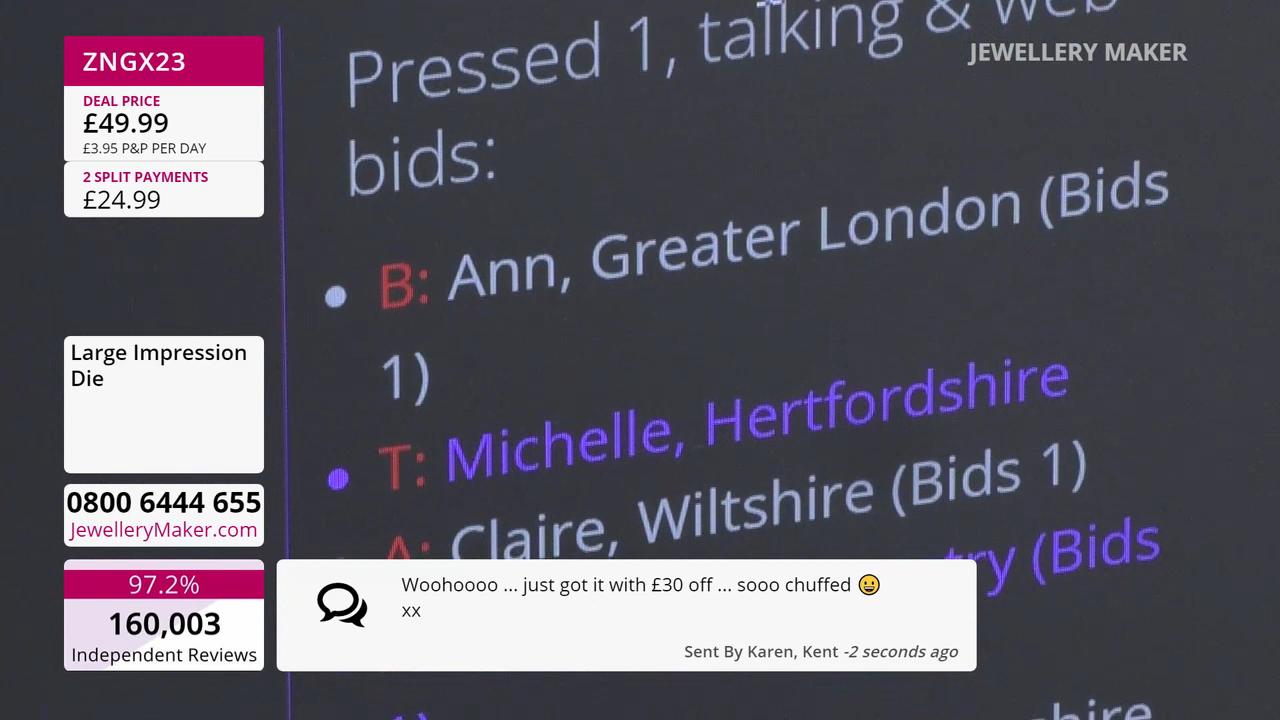 ZNGX23
DEAL PRICE
£49.99
£3.95 P&P PER DAY
2 SPLIT PAYMENTS
£24.99
Large Impression
Die
0800 6444 655
JewelleryMaker.com
97.2%
160,003
Independent Reviews
JEWELLERY MAKER
Pressed 1, talking & web
bids:
• B: Ann, Greater London (Bids
1)
• T: Michelle, Hertfordshire
A: Claire, Wiltshire (Bids 1)
(Bids
Woohoooo ... just got it with £30 off ... sooo chuffed 😀
xx
Sent By Karen, Kent -2 seconds ago